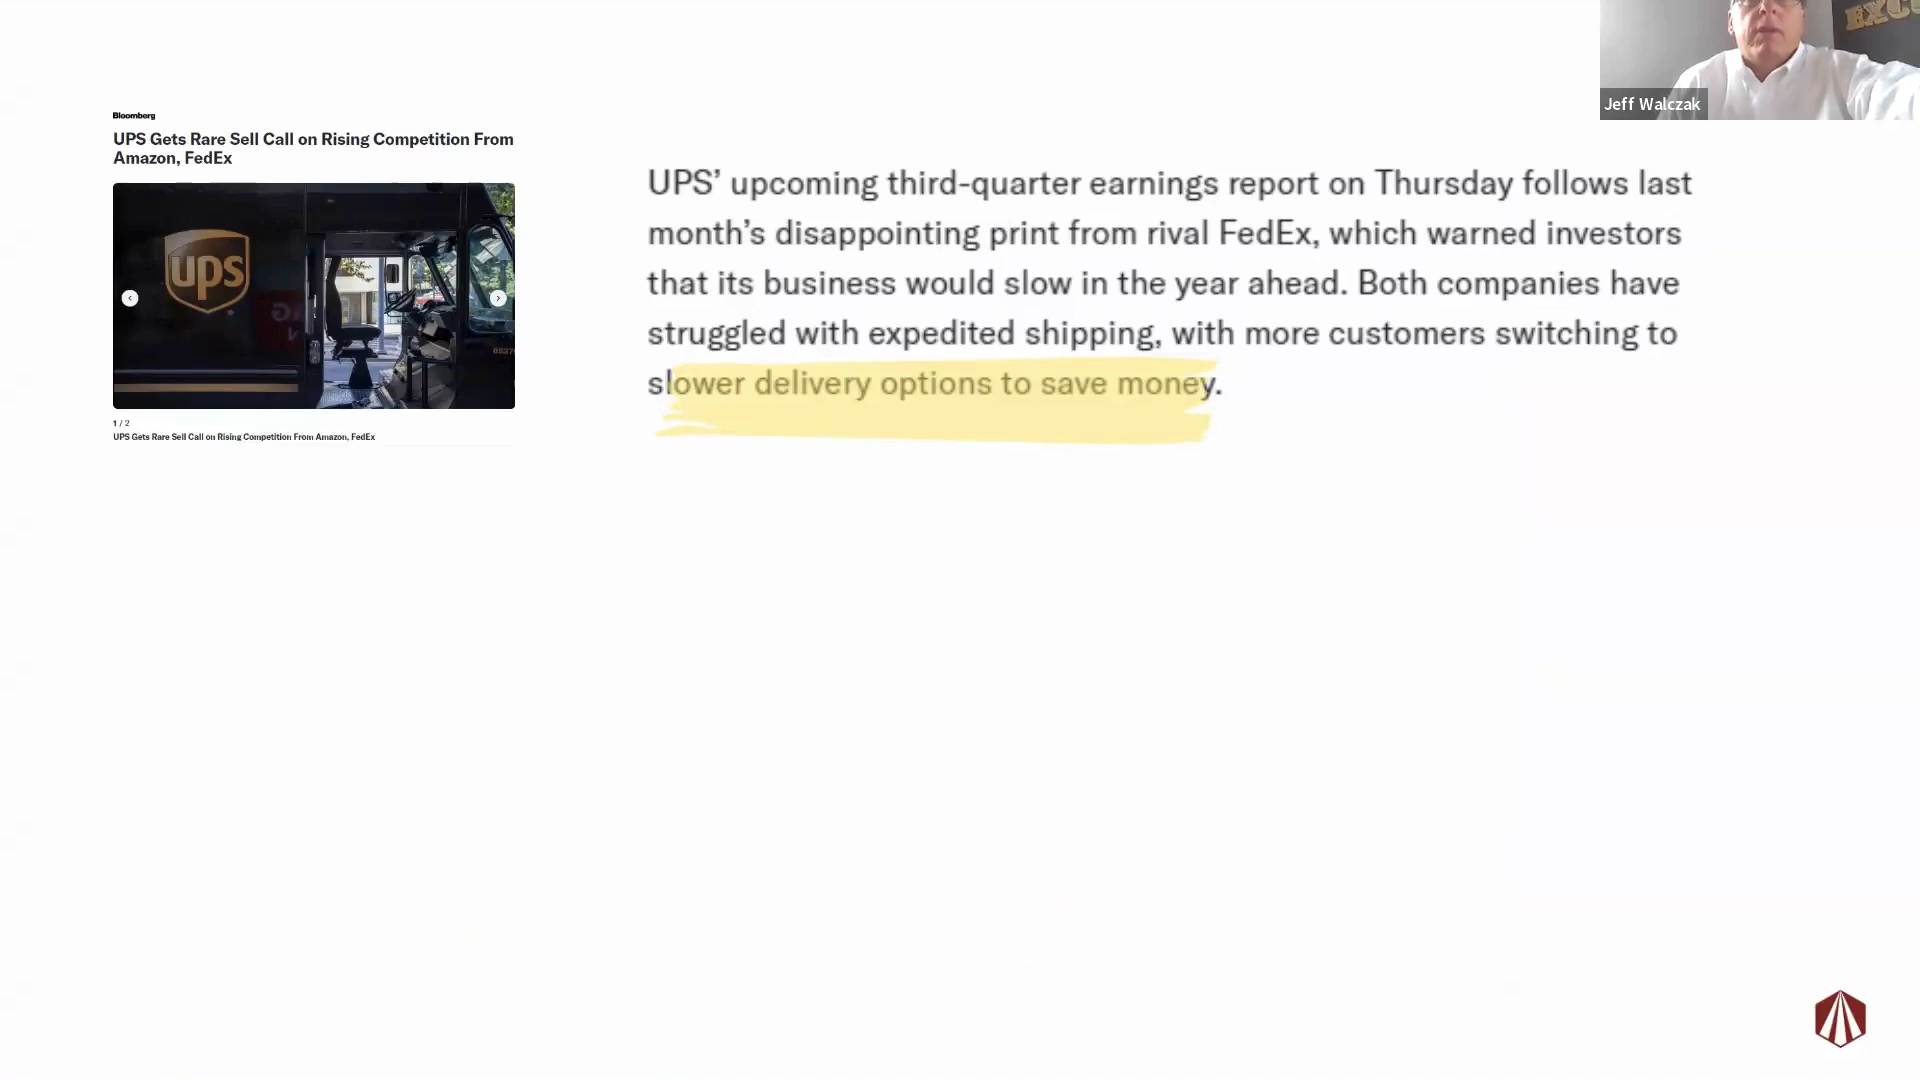 EXC
Jeff Walczak
Bloomberg
UPS Gets Rare Sell Call on Rising Competition From
Amazon, FedEx
ups
1 / 2
UPS Gets Rare Sell Call on Rising Competition From Amazon, FedEx
UPS’ upcoming third-quarter earnings report on Thursday follows last
month’s disappointing print from rival FedEx, which warned investors
that its business would slow in the year ahead. Both companies have
struggled with expedited shipping, with more customers switching to
slower delivery options to save money.